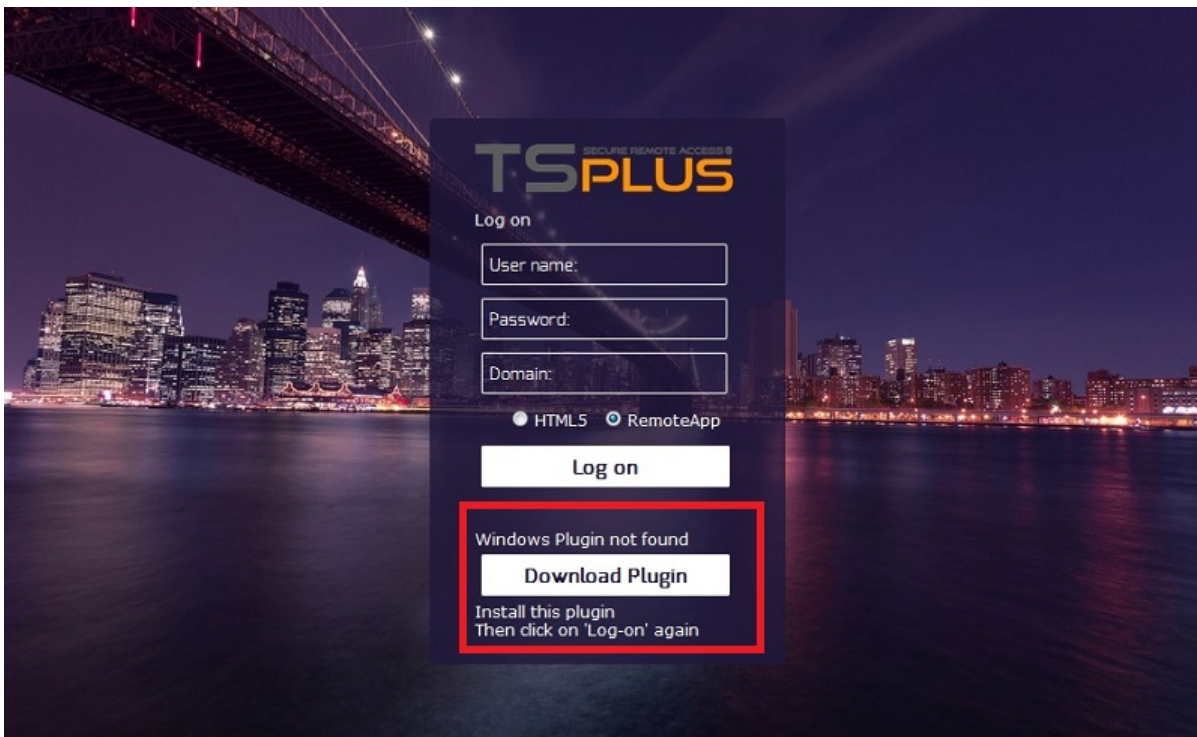 SECURE REMOTE ACCESS®
TSPLUS
Log on
User name:
Password:
Domain:
HTML5 RemoteApp
Log on
Windows Plugin not found
Download Plugin
Install this plugin
Then click on 'Log-on' again